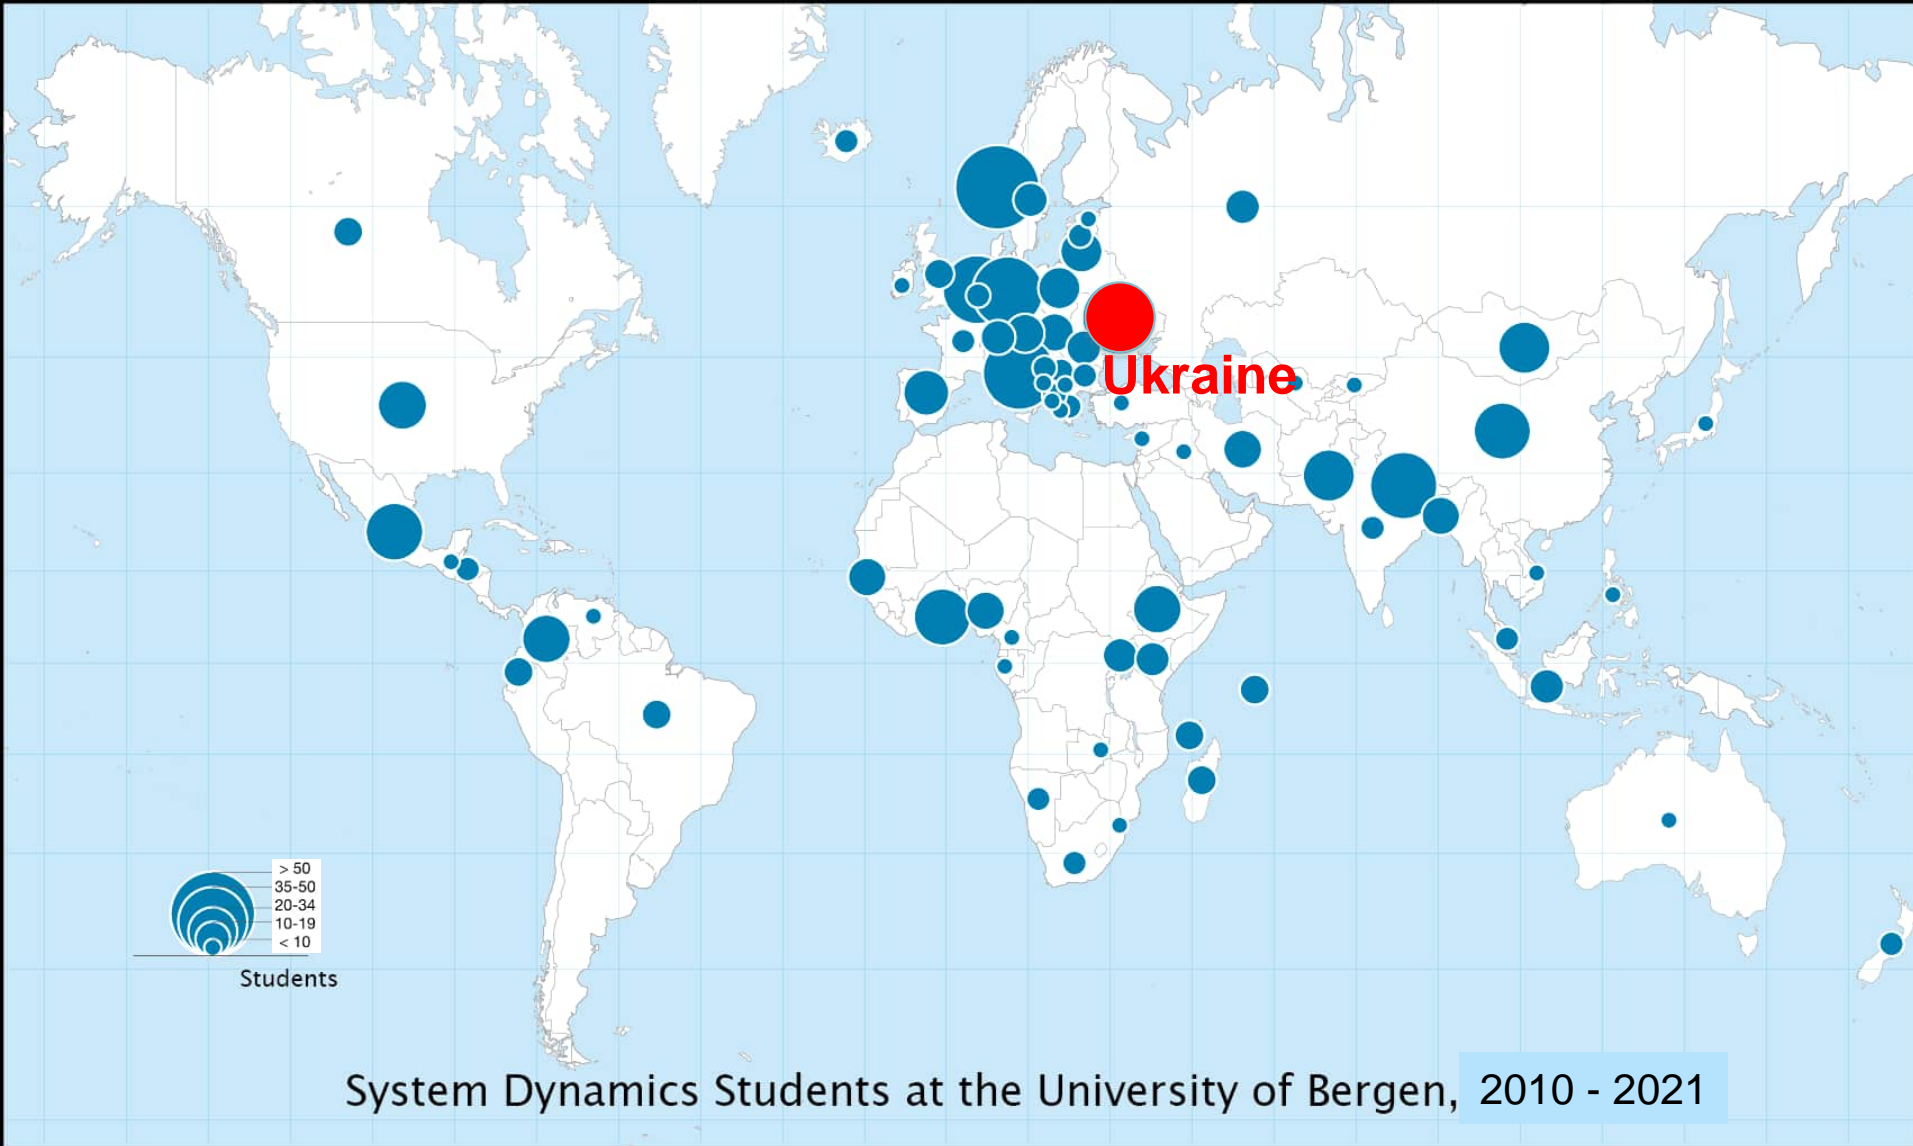 Ukraine
> 50
35-50
20-34
10-19
< 10
Students
System Dynamics Students at the University of Bergen, 2010 - 2021